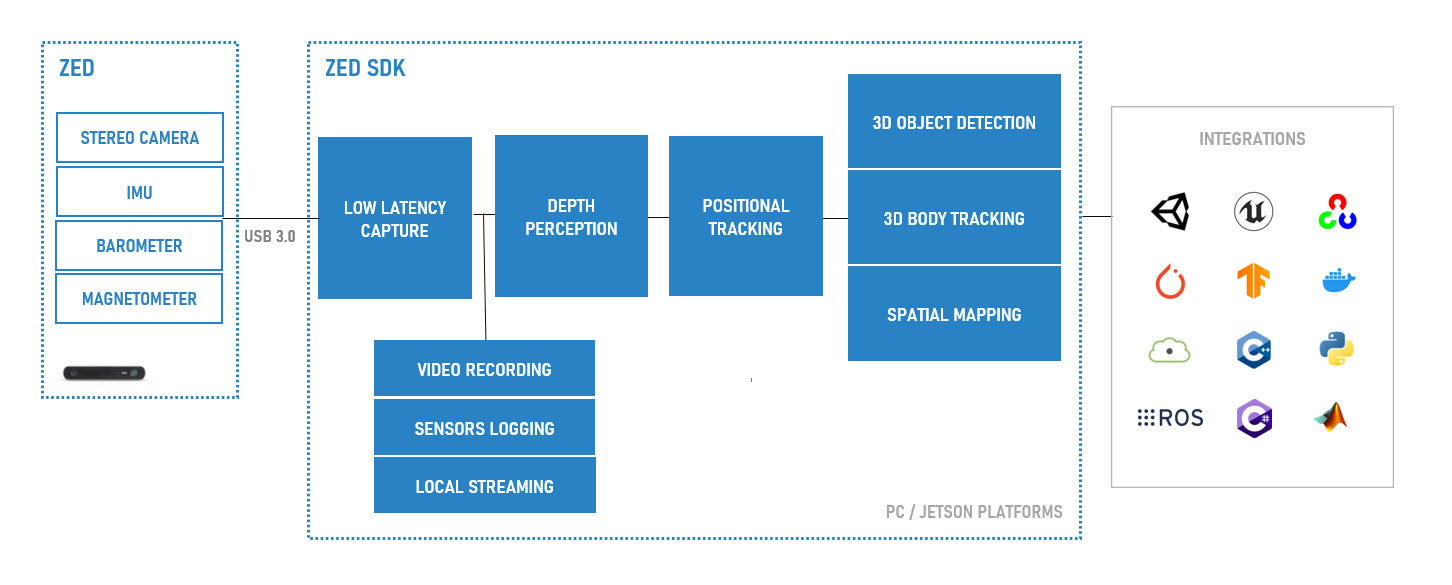 ZED
STEREO CAMERA
IMU
BAROMETER
MAGNETOMETER
USB 3.0
ZED SDK
LOW LATENCY
CAPTURE
DEPTH
PERCEPTION
POSITIONAL
TRACKING
3D OBJECT DETECTION
3D BODY TRACKING
SPATIAL MAPPING
VIDEO RECORDING
SENSORS LOGGING
LOCAL STREAMING
PC / JETSON PLATFORMS
INTEGRATIONS
C++
ROS
C#